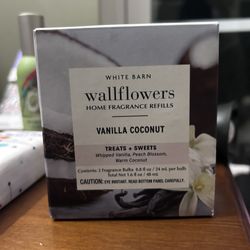 WHITE BARN
wallflowers
HOME FRAGRANCE REFILLS
VANILLA COCONUT
TREATS + SWEETS
Whipped Vanilla, Peach Blossom,
Warm Coconut
Contents: 2 Fragrance Bulbs 0.8 fl oz / 24 mL per bulb
Total Net 1.6 fl oz / 48 mL
CAUTION: EYE IRRITANT. READ BOTTOM PANEL CAREFULLY.